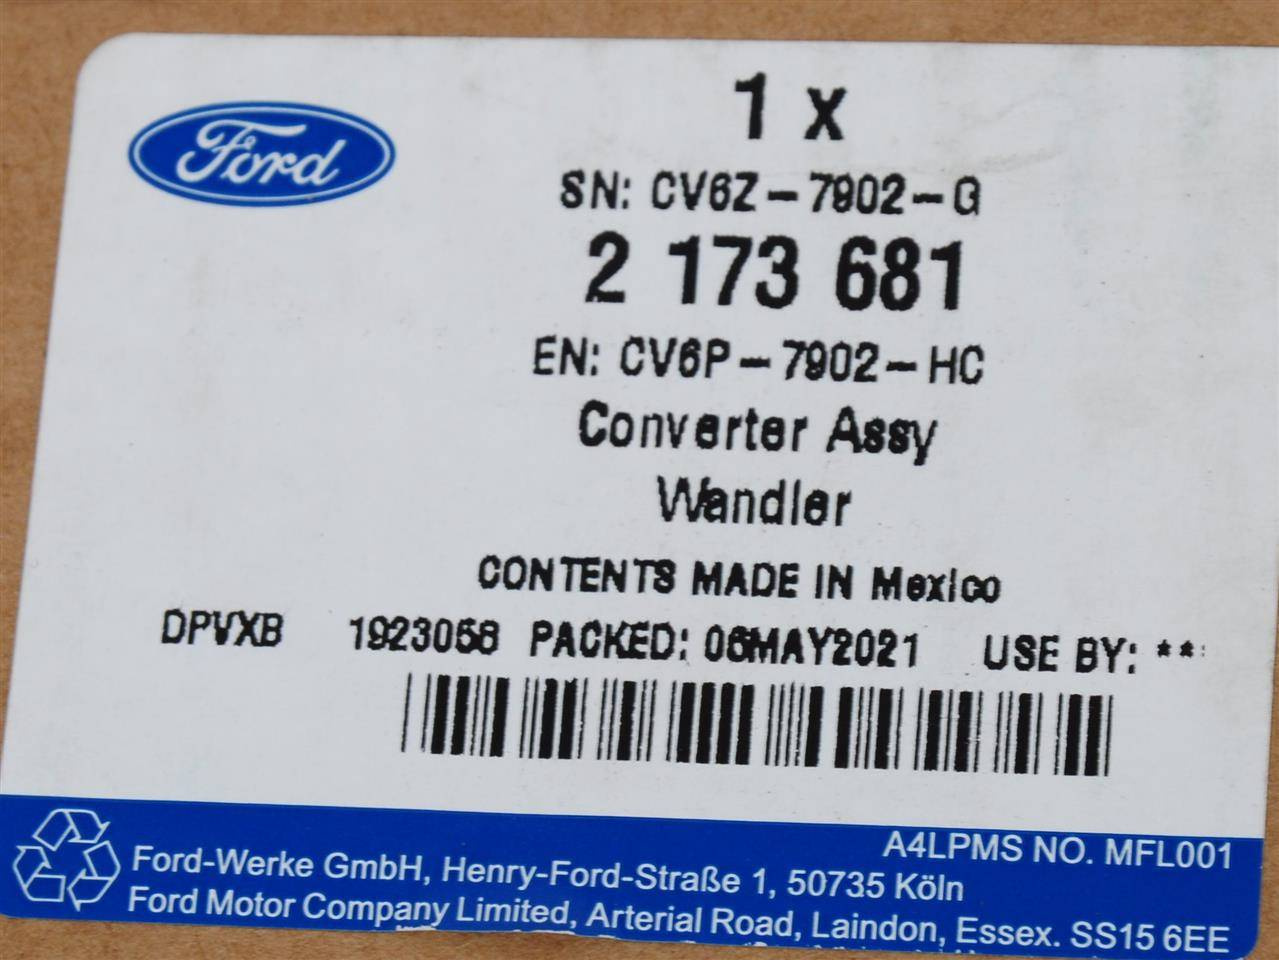 Ford
1 x
SN: CV6Z-7902-G
2 173 681
EN: CV6P-7902-HC
Converter Assy
Wandler
CONTENTS MADE IN Mexico
DPVXB 1923058 PACKED: 06MAY2021 USE BY: **
A4LPMS NO. MFL001
Ford-Werke GmbH, Henry-Ford-Straße 1, 50735 Köln
Ford Motor Company Limited, Arterial Road, Laindon, Essex. SS15 6EE